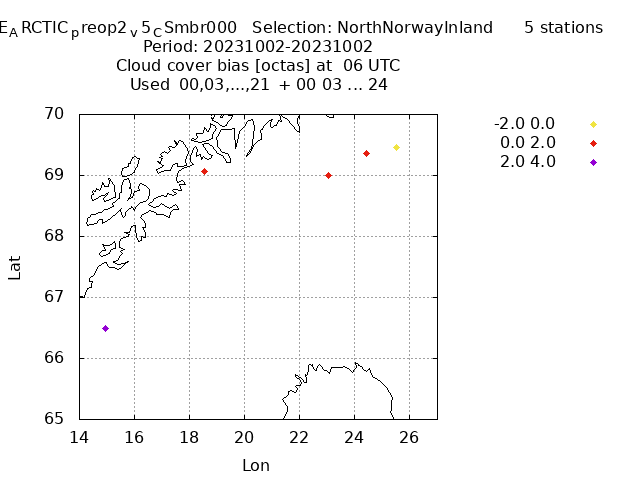 EARCTICpreop2v5CSmbr000 Selection: NorthNorwayInland 5 stations
Period: 20231002-20231002
Cloud cover bias [octas] at 06 UTC
Used 00,03,...,21 + 00 03 ... 24
-2.0 0.0
0.0 2.0
2.0 4.0
70
69
68
67
66
65
Lat
14 16 18 20 22 24 26
Lon